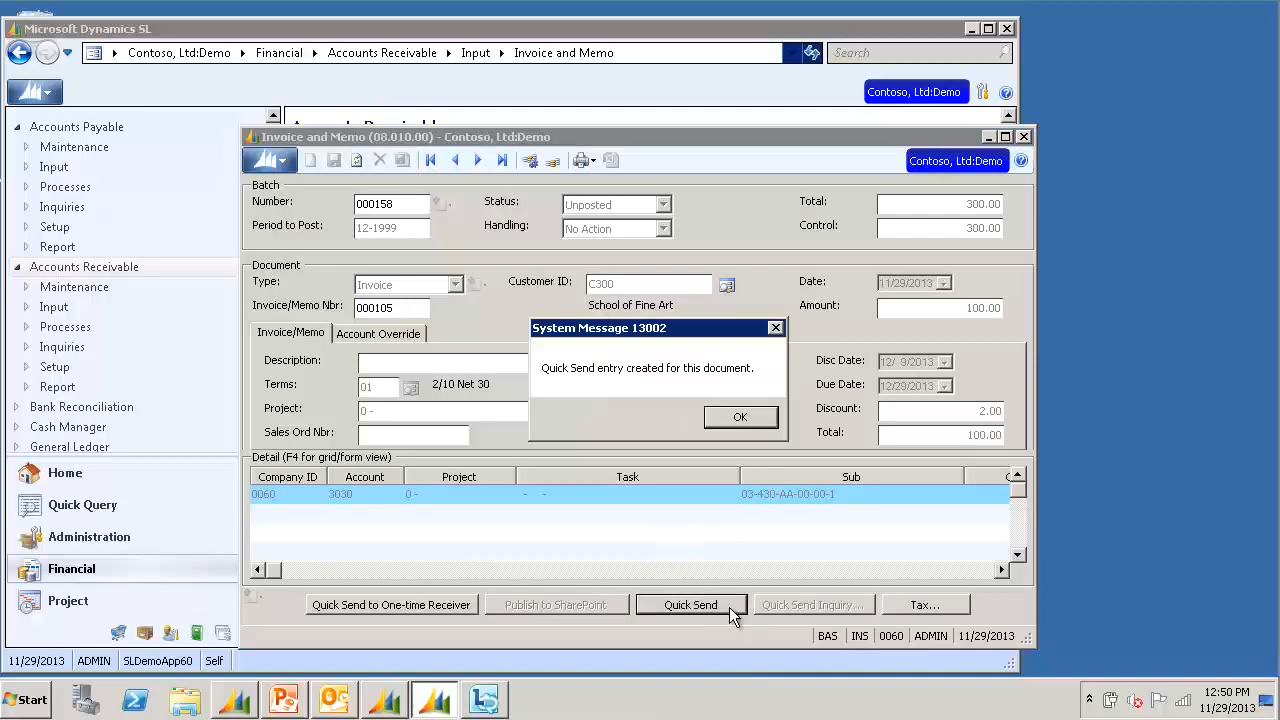 Microsoft Dynamics SL
Contoso, Ltd:Demo Financial Accounts Receivable Input Invoice and Memo
Search
Contoso, Ltd:Demo
Accounts Payable
Maintenance
Input
Processes
Inquiries
Setup
Report
Accounts Receivable
Maintenance
Input
Processes
Inquiries
Setup
Report
Bank Reconciliation
Cash Manager
General Ledger
Home
Quick Query
Administration
Financial
Project
11/29/2013 ADMIN SLDemoApp60 Self
Invoice and Memo (08.010.00) - Contoso, Ltd:Demo
Contoso, Ltd:Demo
Batch
Number: 000158 Status: Unposted Total: 300.00
Period to Post: 12-1999 Handling: No Action Control: 300.00
Document
Type: Invoice Customer ID: C300 Date: 11/29/2013
Invoice/Memo Nbr: 000105 School of Fine Art Amount: 100.00
Invoice/Memo Account Override
Description:
Terms: 01 2/10 Net 30
Project: 0 -
Sales Ord Nbr:
Disc Date: 12/ 9/2013
Due Date: 12/29/2013
Discount: 2.00
Total: 100.00
System Message 13002
Quick Send entry created for this document.
OK
Detail (F4 for grid/form view)
Company ID Account Project Task Sub
0060 3030 0 - - - 03-430-AA-00-00-1
Quick Send to One-time Receiver Publish to SharePoint Quick Send Quick Send Inquiry... Tax...
BAS INS 0060 ADMIN 11/29/2013
Start
12:50 PM
11/29/2013